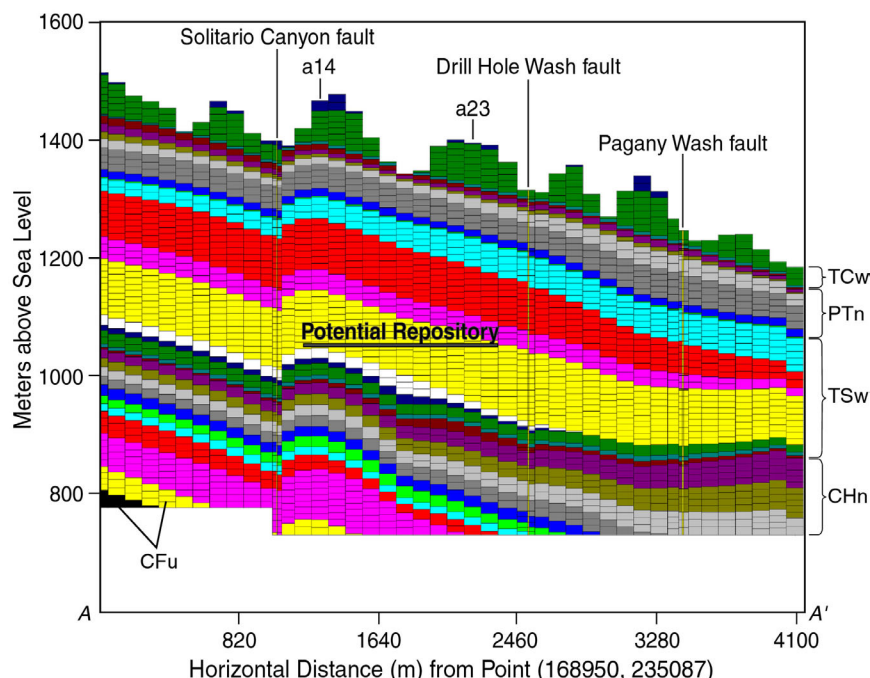 1600
1400
1200
1000
800
Meters above Sea Level
Solitario Canyon fault
a14
Drill Hole Wash fault
a23
Pagany Wash fault
TCw
PTn
Potential Repository
TSw
CHn
CFu
A
A'
820
1640
2460
3280
4100
Horizontal Distance (m) from Point (168950, 235087)